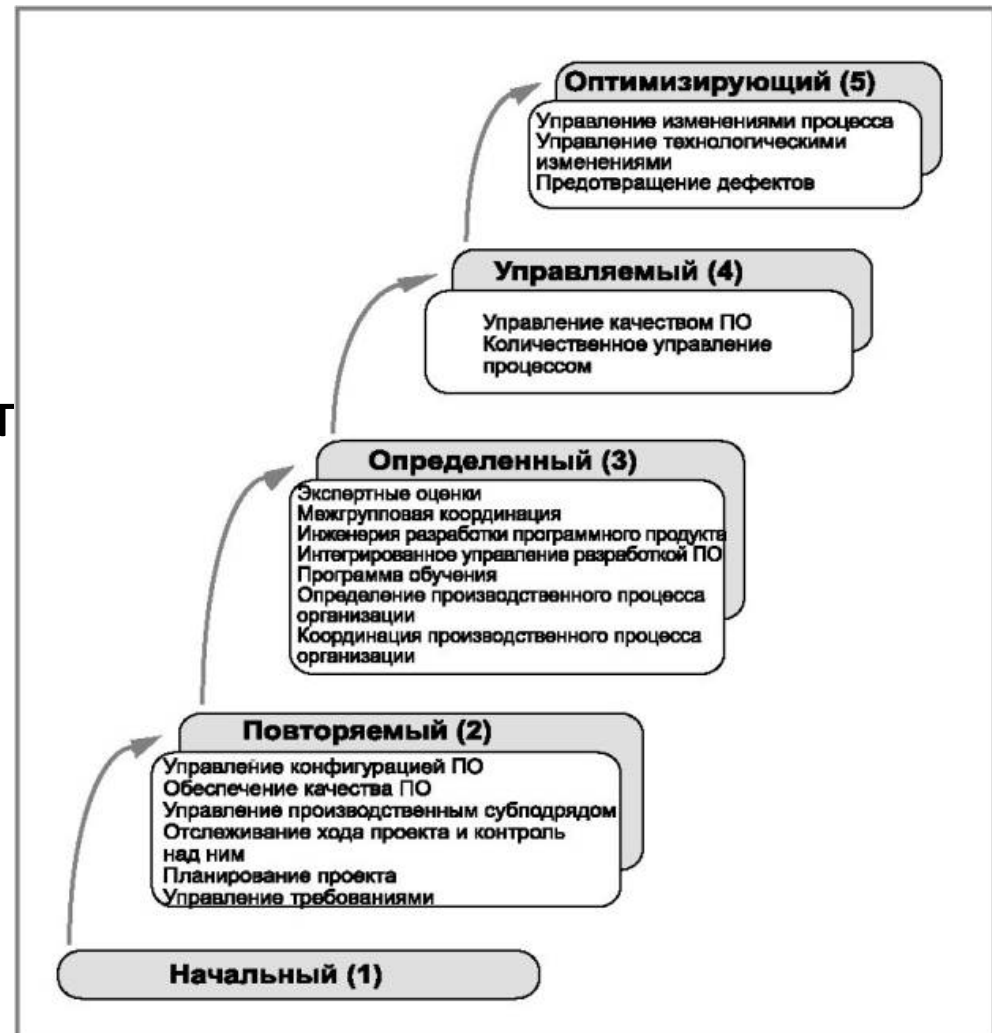 Оптимизирующий (5)
Управление изменениями процесса
Управление технологическими
изменениями
Предотвращение дефектов
Управляемый (4)
Управление качеством ПО
Количественное управление
процессом
т
Определенный (3)
Экспертные оценки
Межгрупповая координация
Инженерия разработки программного продукта
Интегрированное управление разработкой ПО
Программа обучения
Определение производственного процесса
организации
Координация производственного процесса
организации
Повторяемый (2)
Управление конфигурацией ПО
Обеспечение качества ПО
Управление производственным субподрядом
Отслеживание хода проекта и контроль
над ним
Планирование проекта
Управление требованиями
Начальный (1)